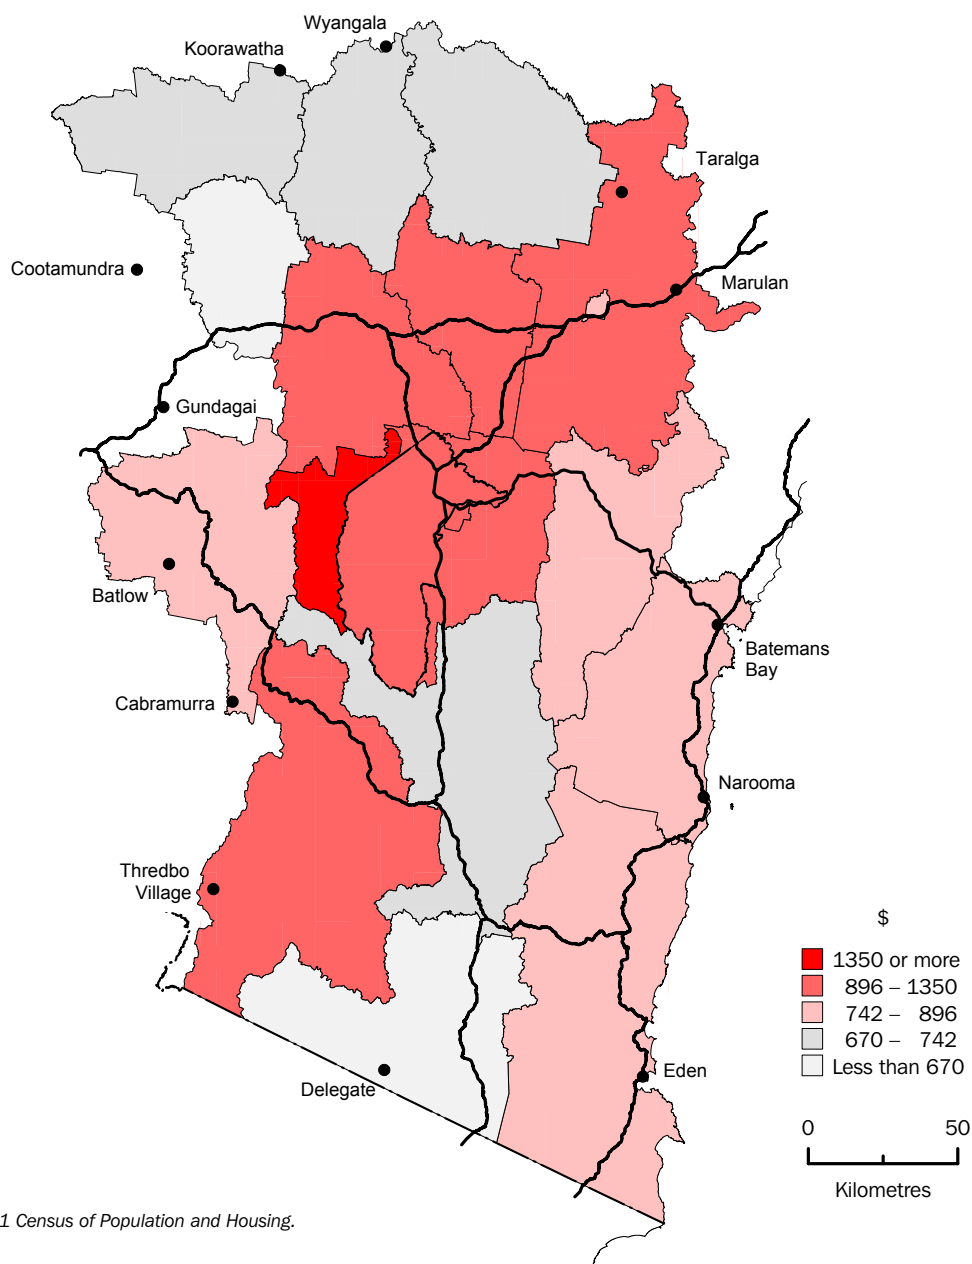 Wyangala
Koorawatha
Taralga
Cootamundra
Marulan
Gundagai
Batlow
Batemans
Bay
Cabramurra
Narooma
Thredbo
Village
$
1350 or more
896 – 1350
742 – 896
670 – 742
Less than 670
Eden
Delegate
0 50
Kilometres
1 Census of Population and Housing.